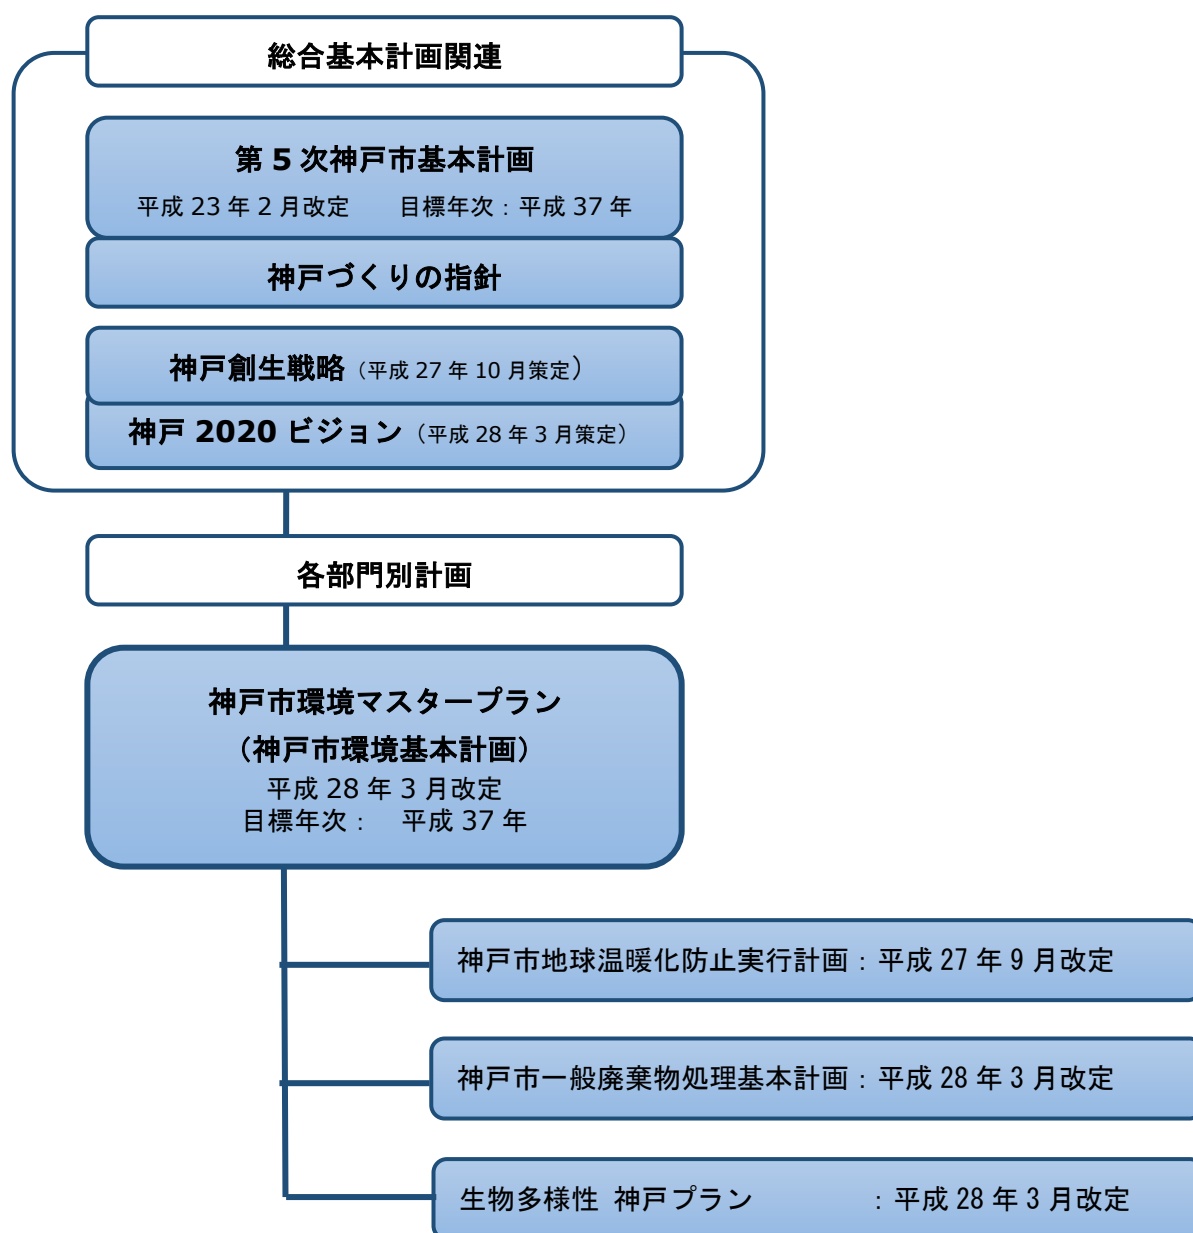 総合基本計画関連
第 5 次神戸市基本計画
平成 23 年 2 月改定　　目標年次：平成 37 年
神戸づくりの指針
神戸創生戦略（平成 27 年 10 月策定）
神戸 2020 ビジョン（平成 28 年 3 月策定）
各部門別計画
神戸市環境マスタープラン
（神戸市環境基本計画）
平成 28 年 3 月改定
目標年次：　平成 37 年
神戸市地球温暖化防止実行計画：平成 27 年 9 月改定
神戸市一般廃棄物処理基本計画：平成 28 年 3 月改定
生物多様性 神戸プラン　　　　　：平成 28 年 3 月改定